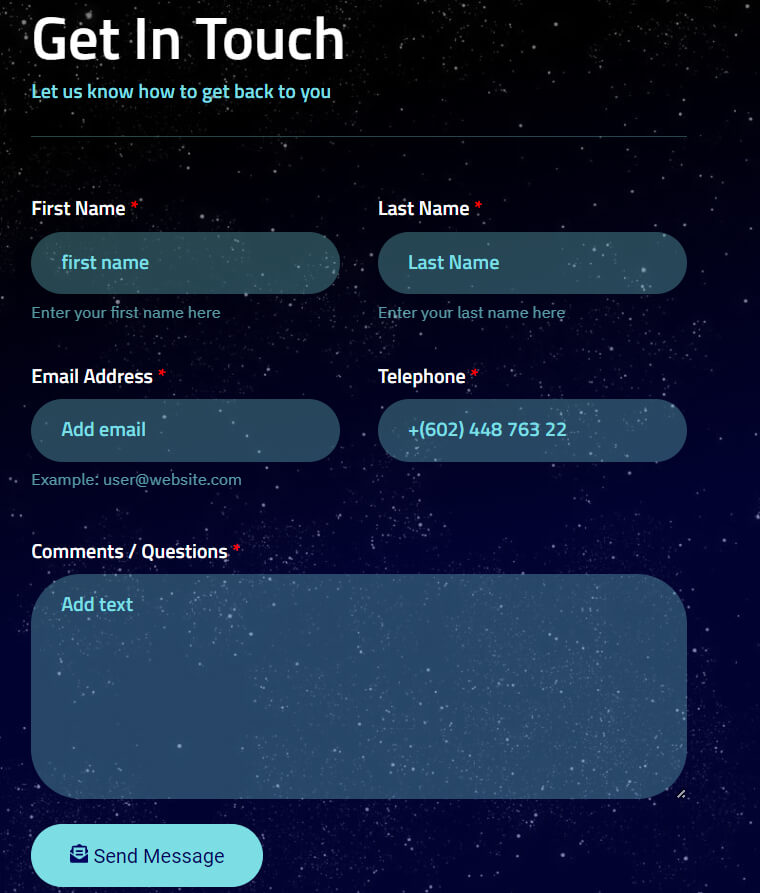 Get In Touch
Let us know how to get back to you
First Name *
Last Name *
first name
Last Name
Enter your first name here
Enter your last name here
Email Address *
Telephone *
Add email
+(602) 448 763 22
Example: user@website.com
Comments / Questions *
Add text
Send Message